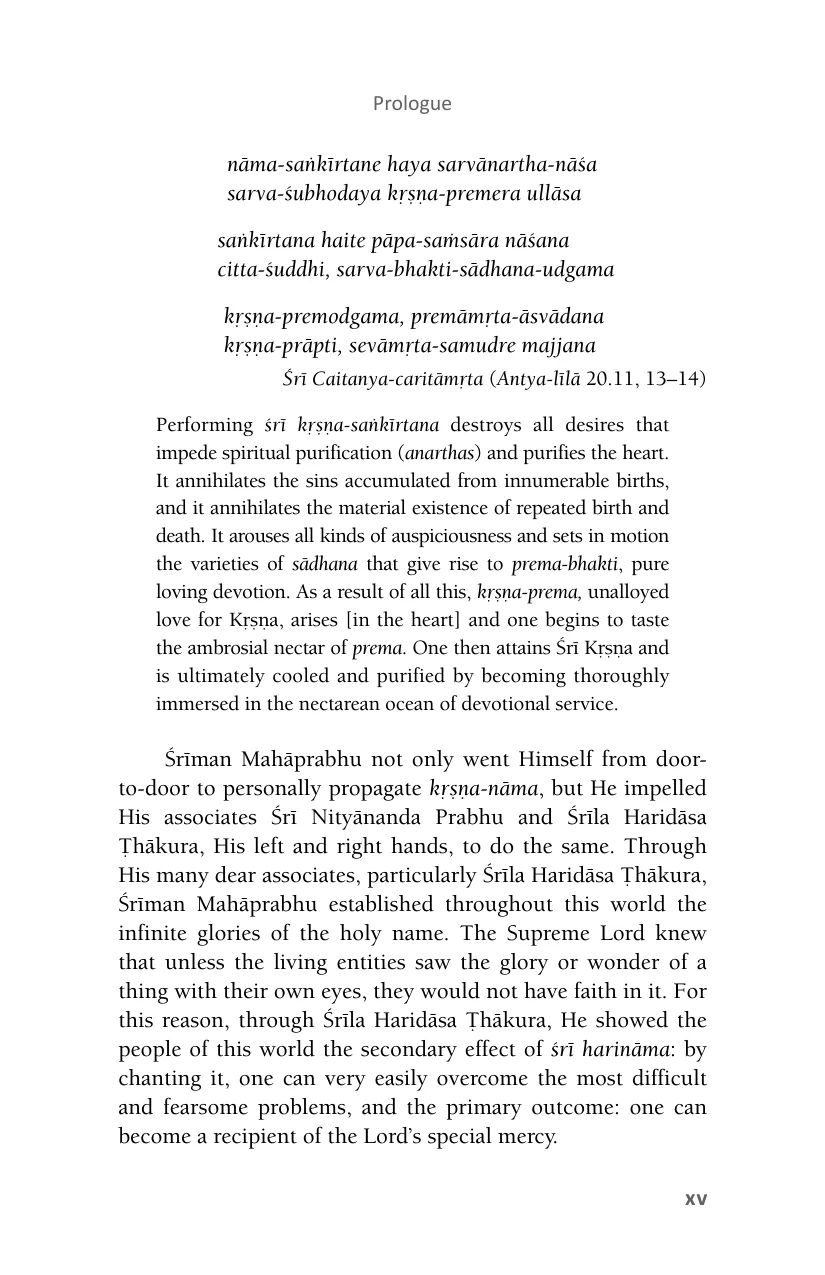 Prologue
nāma-saṅkīrtane haya sarvānartha-nāśa
sarva-śubhodaya kṛṣṇa-premera ullāsa
saṅkīrtana haite pāpa-saṁsāra nāśana
citta-śuddhi, sarva-bhakti-sādhana-udgama
kṛṣṇa-premodgama, premāmṛta-āsvādana
kṛṣṇa-prāpti, sevāmṛta-samudre majjana
Śrī Caitanya-caritāmṛta (Antya-līlā 20.11, 13–14)
Performing śrī kṛṣṇa-saṅkīrtana destroys all desires that
impede spiritual purification (anarthas) and purifies the heart.
It annihilates the sins accumulated from innumerable births,
and it annihilates the material existence of repeated birth and
death. It arouses all kinds of auspiciousness and sets in motion
the varieties of sādhana that give rise to prema-bhakti, pure
loving devotion. As a result of all this, kṛṣṇa-prema, unalloyed
love for Kṛṣṇa, arises [in the heart] and one begins to taste
the ambrosial nectar of prema. One then attains Śrī Kṛṣṇa and
is ultimately cooled and purified by becoming thoroughly
immersed in the nectarean ocean of devotional service.
Śrīman Mahāprabhu not only went Himself from door-
to-door to personally propagate kṛṣṇa-nāma, but He impelled
His associates Śrī Nityānanda Prabhu and Śrīla Haridāsa
Ṭhākura, His left and right hands, to do the same. Through
His many dear associates, particularly Śrīla Haridāsa Ṭhākura,
Śrīman Mahāprabhu established throughout this world the
infinite glories of the holy name. The Supreme Lord knew
that unless the living entities saw the glory or wonder of a
thing with their own eyes, they would not have faith in it. For
this reason, through Śrīla Haridāsa Ṭhākura, He showed the
people of this world the secondary effect of śrī harināma: by
chanting it, one can very easily overcome the most difficult
and fearsome problems, and the primary outcome: one can
become a recipient of the Lord’s special mercy.
xv